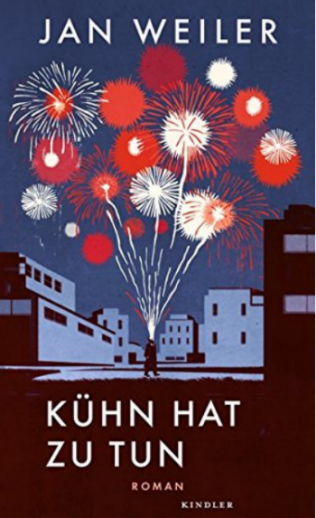 JAN WEILER
KÜHN HAT
ZU TUN
ROMAN
KINDLER